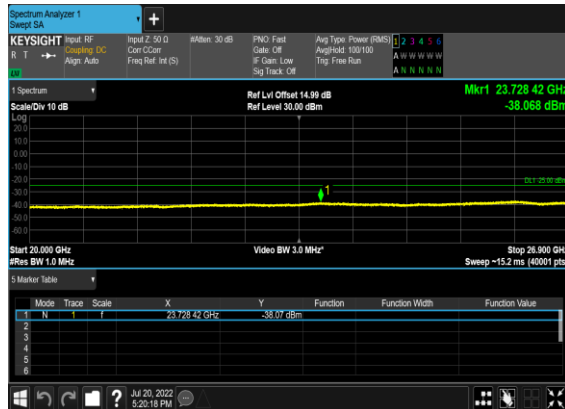 Spectrum Analyzer 1
Swept SA
+
KEYSIGHT Input: RF Input Z: 50 Ω #Atten: 30 dB PNO: Fast Avg Type: Power (RMS) 1 2 3 4 5 6
R T Coupling: DC Corr CCorr Gate: Off Avg|Hold: 100/100 A W W W W W
Align: Auto Freq Ref: Int (S) IF Gain: Low Trig: Free Run
Sig Track: Off A N N N N N
1 Spectrum Ref Lvl Offset 14.99 dB Mkr1 23.728 42 GHz
Scale/Div 10 dB Ref Level 30.00 dBm -38.068 dBm
Log
20.0
10.0
0.00
-10.0
-20.0
DL1 -25.00 dBm
-30.0
1
-40.0
-50.0
-60.0
Start 20.000 GHz Video BW 3.0 MHz* Stop 26.900 GHz
#Res BW 1.0 MHz Sweep ~15.2 ms (40001 pts)
5 Marker Table
Mode Trace Scale X Y Function Function Width Function Value
1 N 1 f 23.728 42 GHz -38.07 dBm
2
3
4
5
6
? Jul 20, 2022
5:20:18 PM